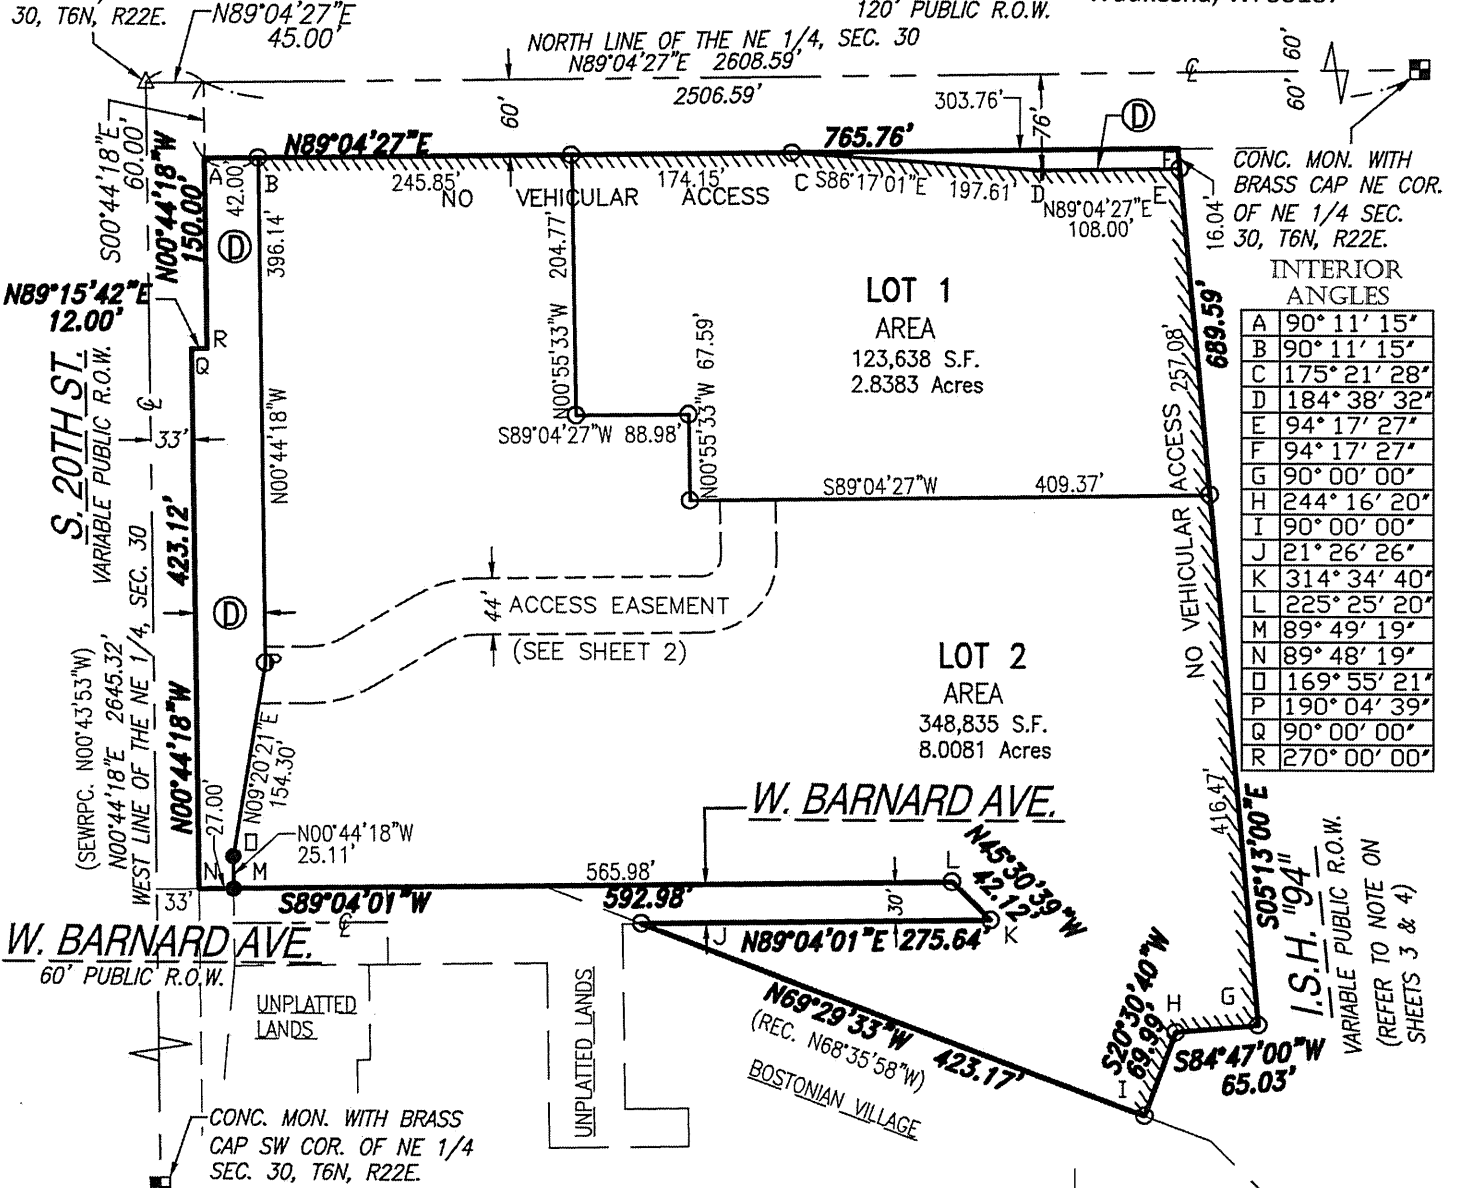 30, T6N, R22E.
N89°04'27"E
45.00'
120' PUBLIC R.O.W.
NORTH LINE OF THE NE 1/4, SEC. 30
N89°04'27"E 2608.59'
2506.59'
60'
303.76'
76'
D
60'
60'
S00°44'18"E
60.00'
N89°04'27"E
765.76'
A
B
C
D
E
F
42.00'
245.85'
174.15'
S86°17'01"E
197.61'
N89°04'27"E
108.00'
NO VEHICULAR ACCESS
16.04'
CONC. MON. WITH
BRASS CAP NE COR.
OF NE 1/4 SEC.
30, T6N, R22E.
N00°44'18"W
150.00'
D
396.14'
204.77'
N00°55'33"W
N89°15'42"E
12.00'
R
Q
LOT 1
AREA
123,638 S.F.
2.8383 Acres
N00°55'33"W 67.59'
S89°04'27"W 88.98'
689.59'
257.08'
NO VEHICULAR ACCESS
INTERIOR
ANGLES
A 90° 11' 15"
B 90° 11' 15"
C 175° 21' 28"
D 184° 38' 32"
E 94° 17' 27"
F 94° 17' 27"
G 90° 00' 00"
H 244° 16' 20"
I 90° 00' 00"
J 21° 26' 26"
K 314° 34' 40"
L 225° 25' 20"
M 89° 49' 19"
N 89° 48' 19"
O 169° 55' 21"
P 190° 04' 39"
Q 90° 00' 00"
R 270° 00' 00"
S. 20TH ST.
VARIABLE PUBLIC R.O.W.
33'
N00°44'18"W
S89°04'27"W 409.37'
423.12'
D
44' ACCESS EASEMENT
(SEE SHEET 2)
P
LOT 2
AREA
348,835 S.F.
8.0081 Acres
(SEWRPC. N00°43'53"W)
N00°44'18"E 2645.32'
WEST LINE OF THE NE 1/4, SEC. 30
N00°44'18"W
27.00'
N09°20'21"E
154.30'
O
N00°44'18"W
25.11'
N
M
W. BARNARD AVE.
416.47'
S05°13'00"E
I.S.H. "94"
VARIABLE PUBLIC R.O.W.
(REFER TO NOTE ON
SHEETS 3 & 4)
33'
S89°04'01"W
565.98'
592.98'
30'
L
N45°30'39"W
42.12'
K
J
N89°04'01"E 275.64'
W. BARNARD AVE.
60' PUBLIC R.O.W.
UNPLATTED
LANDS
UNPLATTED LANDS
N69°29'33"W 423.17'
(REC. N68°35'58"W)
BOSTONIAN VILLAGE
S20°30'40"W
69.99'
H
G
I
S84°47'00"W
65.03'
CONC. MON. WITH BRASS
CAP SW COR. OF NE 1/4
SEC. 30, T6N, R22E.